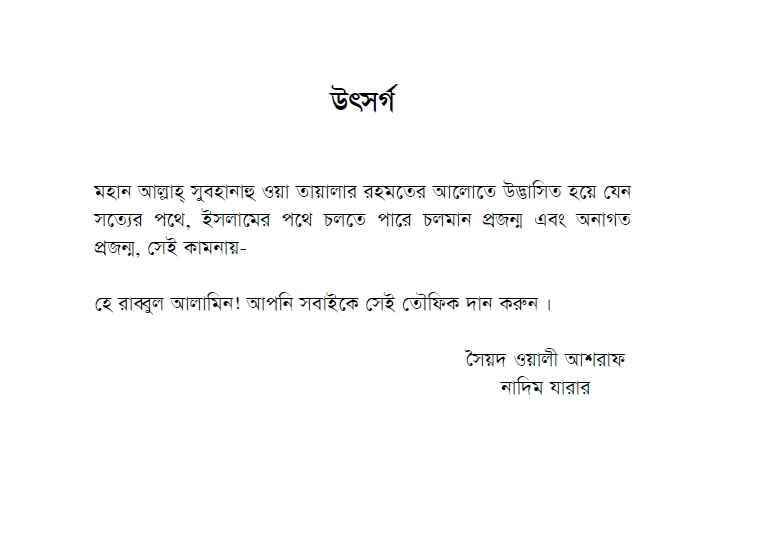 উৎসর্গ
মহান আল্লাহ্ সুবহানাহু ওয়া তায়ালার রহমতের আলোতে উদ্ভাসিত হয়ে যেন
সত্যের পথে, ইসলামের পথে চলতে পারে চলমান প্রজন্ম এবং অনাগত
প্রজন্ম, সেই কামনায়-
হে রাব্বুল আলামিন! আপনি সবাইকে সেই তৌফিক দান করুন ।
সৈয়দ ওয়ালী আশরাফ
নাদিম যারার